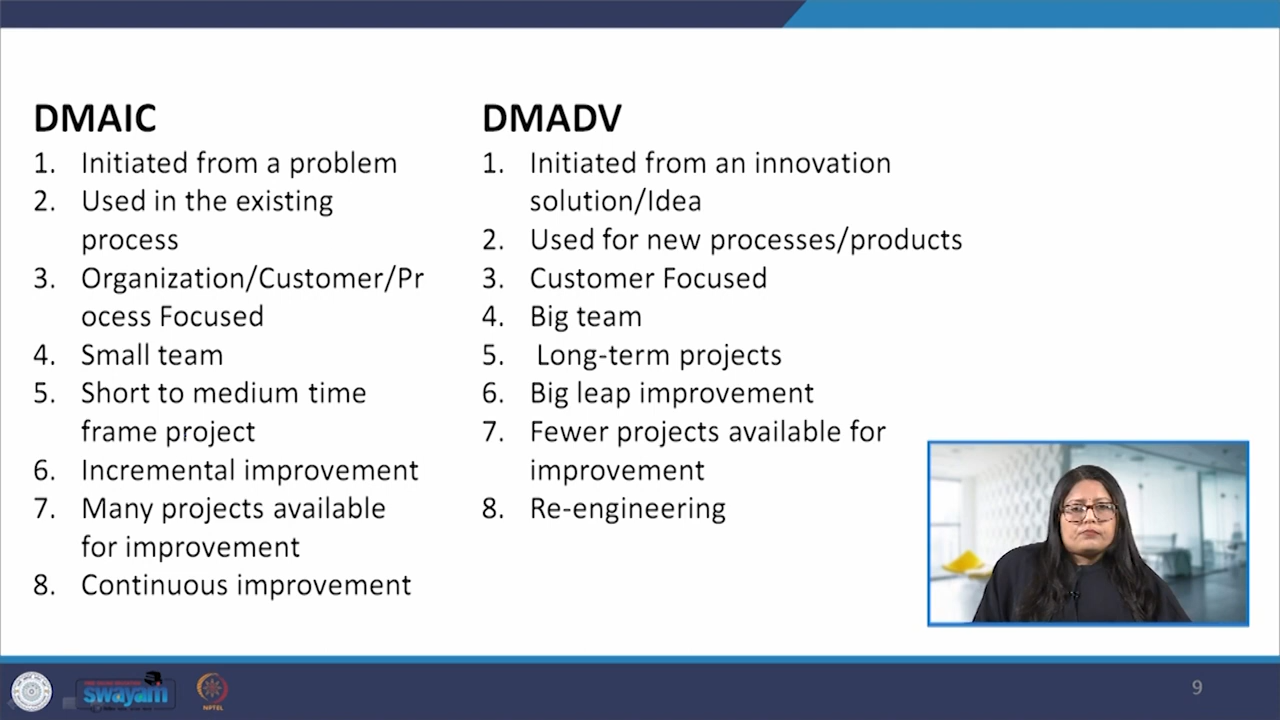 DMAIC
1. Initiated from a problem
2. Used in the existing
process
3. Organization/Customer/Pr
ocess Focused
4. Small team
5. Short to medium time
frame project
6. Incremental improvement
7. Many projects available
for improvement
8. Continuous improvement
DMADV
1. Initiated from an innovation
solution/Idea
2. Used for new processes/products
3. Customer Focused
4. Big team
5. Long-term projects
6. Big leap improvement
7. Fewer projects available for
improvement
8. Re-engineering
swayam
NPTEL
9